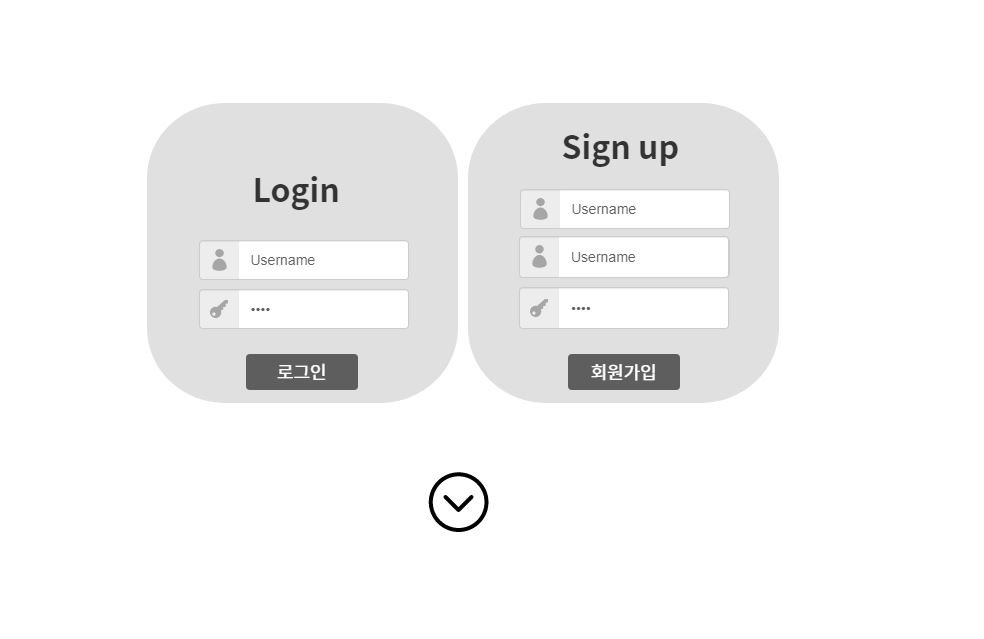 Login
Username
••••
로그인
Sign up
Username
Username
••••
회원가입